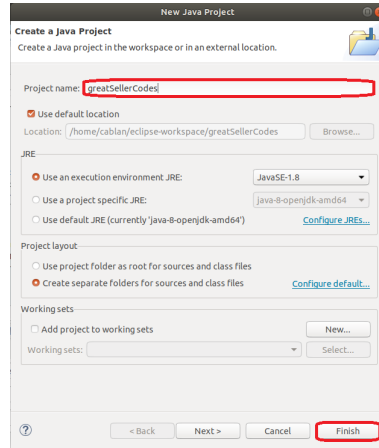 New Java Project
Create a Java Project
Create a Java project in the workspace or in an external location.
Project name: greatSellerCodes
Use default location
Location: /home/cablan/eclipse-workspace/greatSellerCodes Browse...
JRE
Use an execution environment JRE: JavaSE-1.8
Use a project specific JRE: java-8-openjdk-amd64
Use default JRE (currently 'java-8-openjdk-amd64') Configure JREs...
Project layout
Use project folder as root for sources and class files
Create separate folders for sources and class files Configure default...
Working sets
Add project to working sets New...
Working sets: Select...
? < Back Next > Cancel Finish